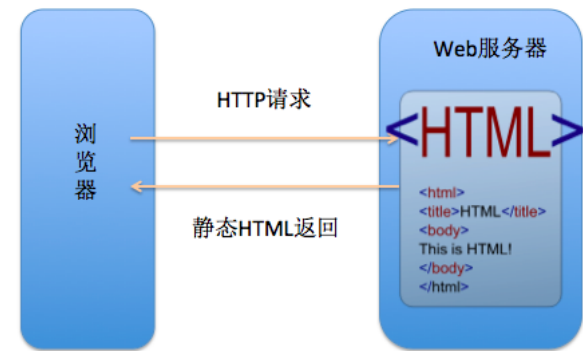 浏
览
器
HTTP请求
静态HTML返回
Web服务器
<HTML>
<html>
<title>HTML</title>
<body>
This is HTML!
</body>
</html>